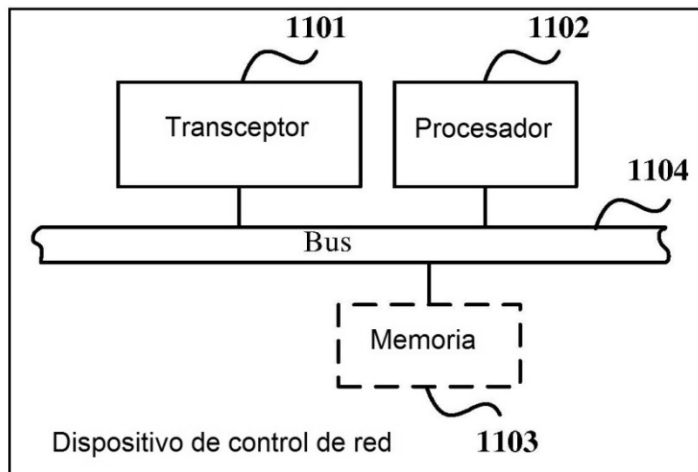 1101
1102
Transceptor
Procesador
1104
Bus
Memoria
Dispositivo de control de red
1103